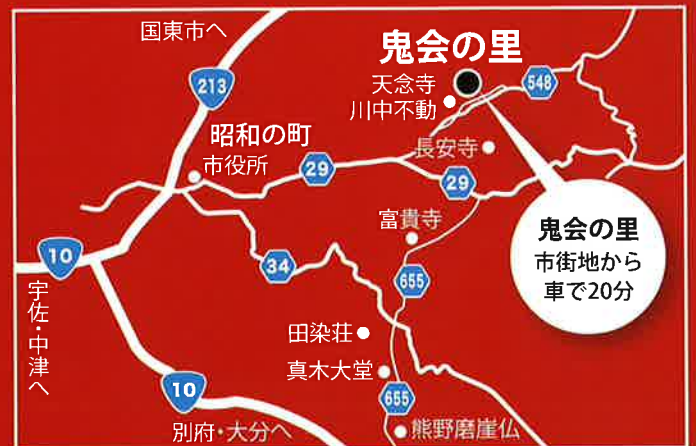 国東市へ
鬼会の里
213
天念寺
川中不動
548
昭和の町
市役所
長安寺
29
29
富貴寺
鬼会の里
市街地から
車で20分
10
34
655
宇佐・中津へ
田染荘
真木大堂
10
655
別府・大分へ
熊野磨崖仏